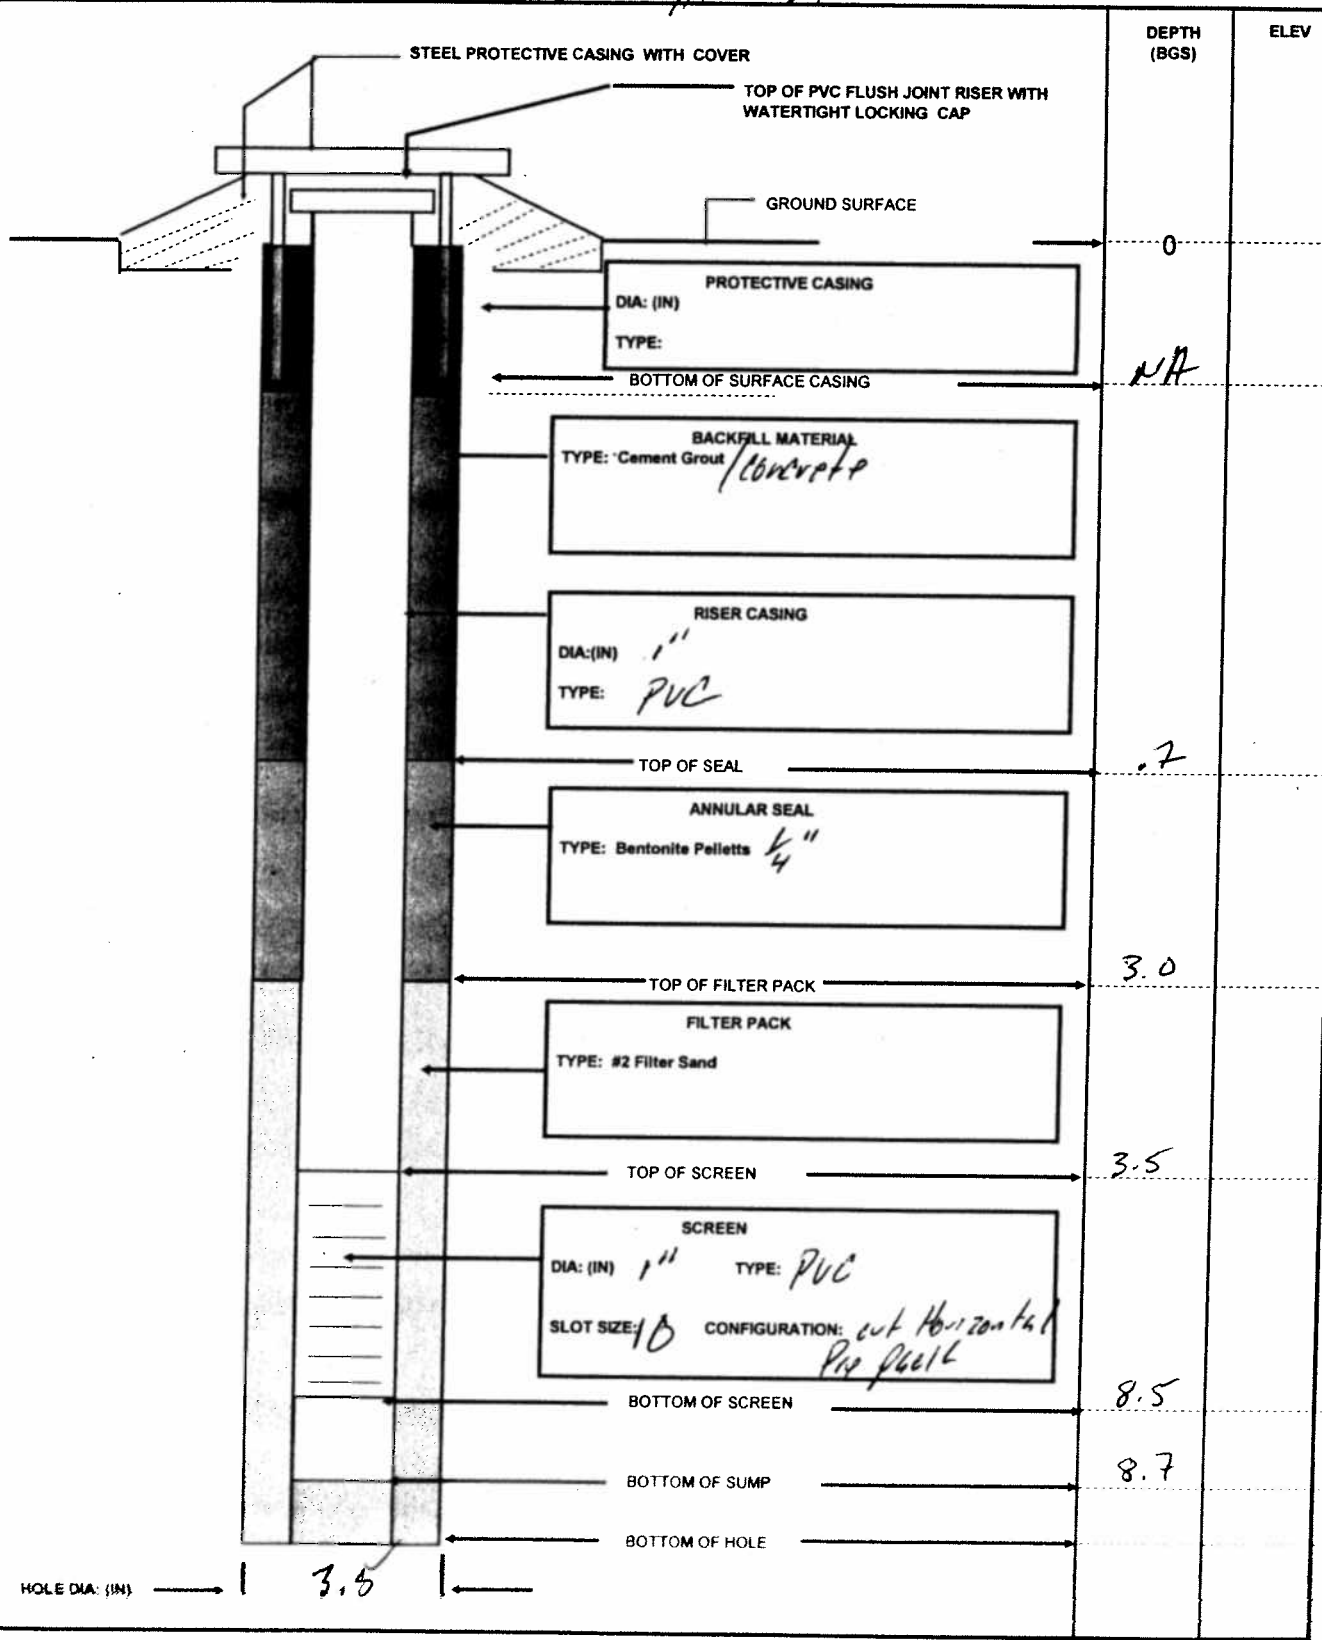 DEPTH
(BGS)
ELEV
STEEL PROTECTIVE CASING WITH COVER
TOP OF PVC FLUSH JOINT RISER WITH
WATERTIGHT LOCKING CAP
GROUND SURFACE
0
PROTECTIVE CASING
DIA: (IN)
TYPE:
BOTTOM OF SURFACE CASING
NA
BACKFILL MATERIAL
TYPE: Cement Grout /Concrete
RISER CASING
DIA:(IN) 1"
TYPE: PVC
TOP OF SEAL
.7
ANNULAR SEAL
TYPE: Bentonite Pelletts 1/4"
TOP OF FILTER PACK
3.0
FILTER PACK
TYPE: #2 Filter Sand
TOP OF SCREEN
3.5
SCREEN
DIA: (IN) 1" TYPE: PVC
SLOT SIZE: 10 CONFIGURATION: cut Horizontal
Pre pack
BOTTOM OF SCREEN
8.5
BOTTOM OF SUMP
8.7
BOTTOM OF HOLE
HOLE DIA: (IN) 3.5